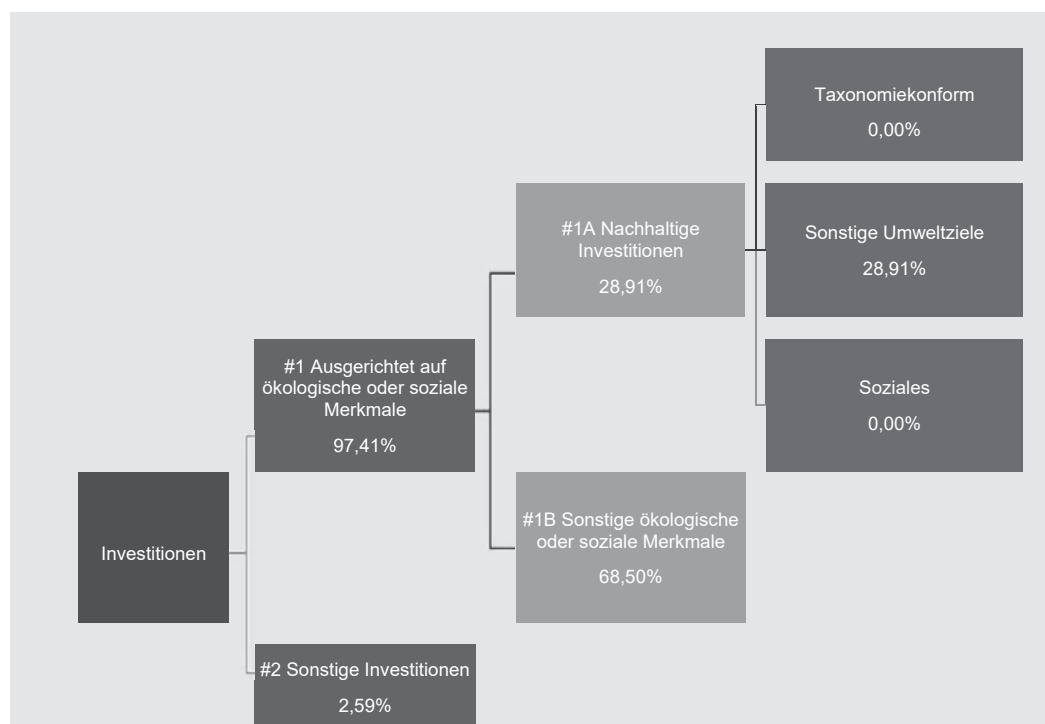 Taxonomiekonform
0,00%
#1A Nachhaltige
Investitionen
28,91%
Sonstige Umweltziele
28,91%
#1 Ausgerichtet auf
ökologische oder soziale
Merkmale
97,41%
Soziales
0,00%
Investitionen
#1B Sonstige ökologische
oder soziale Merkmale
68,50%
#2 Sonstige Investitionen
2,59%